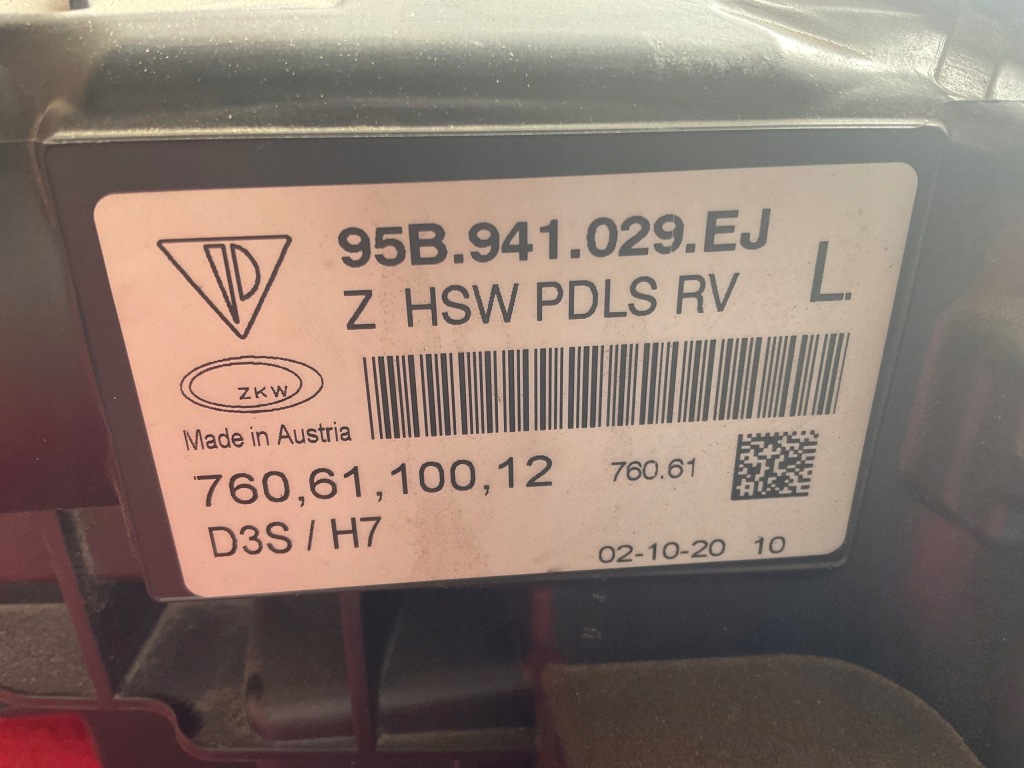 95B.941.029.EJ
Z HSW PDLS RV L.
ZKW
Made in Austria
760,61,100,12 760.61
D3S / H7
02-10-20 10